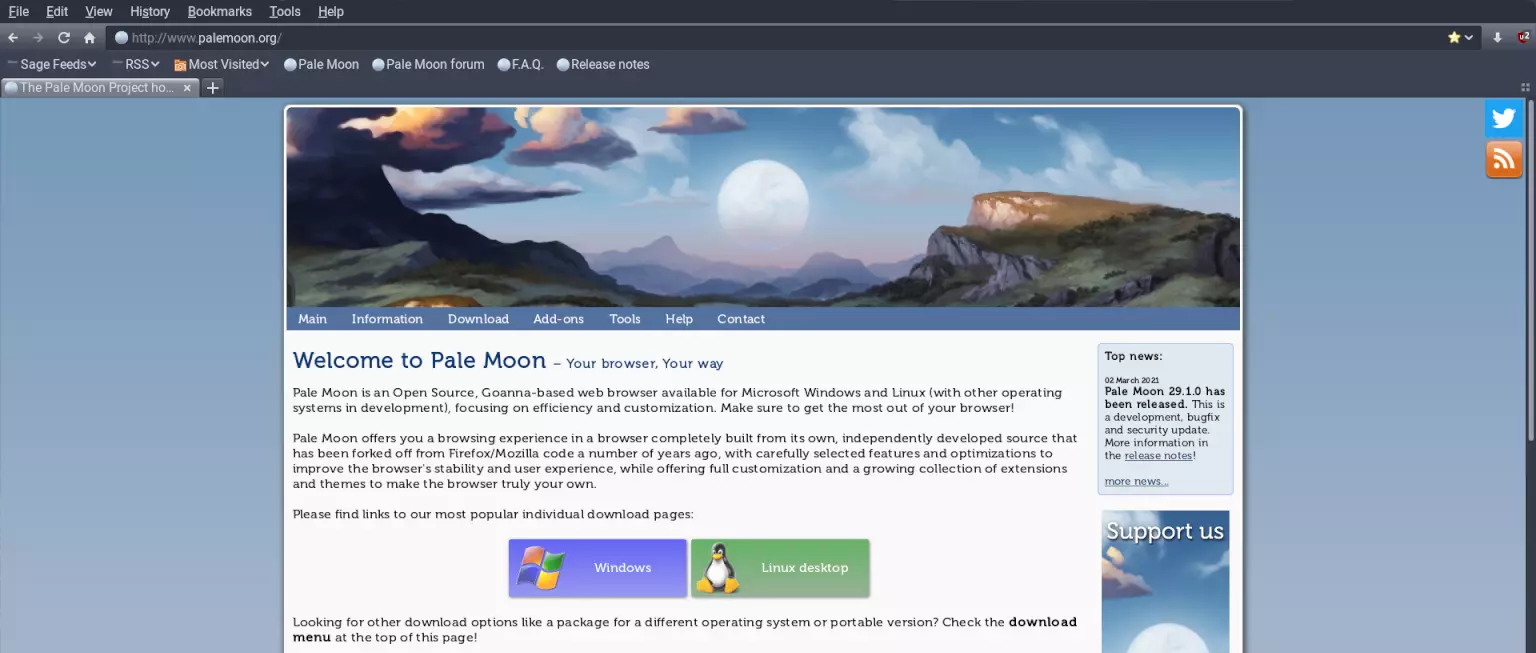 File Edit View History Bookmarks Tools Help
http://www.palemoon.org/
2
Sage Feeds RSS Most Visited Pale Moon Pale Moon forum F.A.Q. Release notes
The Pale Moon Project ho...
Main Information Download Add-ons Tools Help Contact
Welcome to Pale Moon – Your browser, Your way
Pale Moon is an Open Source, Goanna-based web browser available for Microsoft Windows and Linux (with other operating
systems in development), focusing on efficiency and customization. Make sure to get the most out of your browser!
Pale Moon offers you a browsing experience in a browser completely built from its own, independently developed source that
has been forked off from Firefox/Mozilla code a number of years ago, with carefully selected features and optimizations to
improve the browser's stability and user experience, while offering full customization and a growing collection of extensions
and themes to make the browser truly your own.
Please find links to our most popular individual download pages:
Windows
Linux desktop
Looking for other download options like a package for a different operating system or portable version? Check the download
menu at the top of this page!
Top news:
02 March 2021
Pale Moon 29.1.0 has
been released. This is
a development, bugfix
and security update.
More information in
the release notes!
more news...
Support us